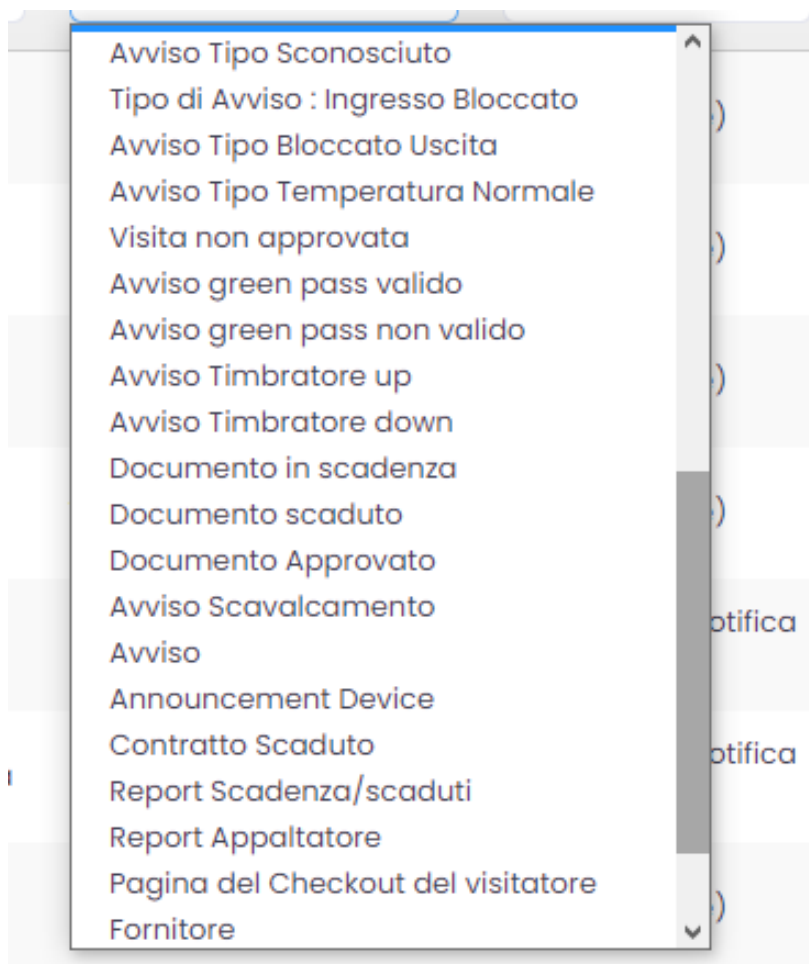 Avviso Tipo Sconosciuto
Tipo di Avviso : Ingresso Bloccato
Avviso Tipo Bloccato Uscita
Avviso Tipo Temperatura Normale
Visita non approvata
Avviso green pass valido
Avviso green pass non valido
Avviso Timbratore up
Avviso Timbratore down
Documento in scadenza
Documento scaduto
Documento Approvato
Avviso Scavalcamento
otifica
Avviso
Announcement Device
Contratto Scaduto
otifica
Report Scadenza/scaduti
Report Appaltatore
Pagina del Checkout del visitatore
Fornitore